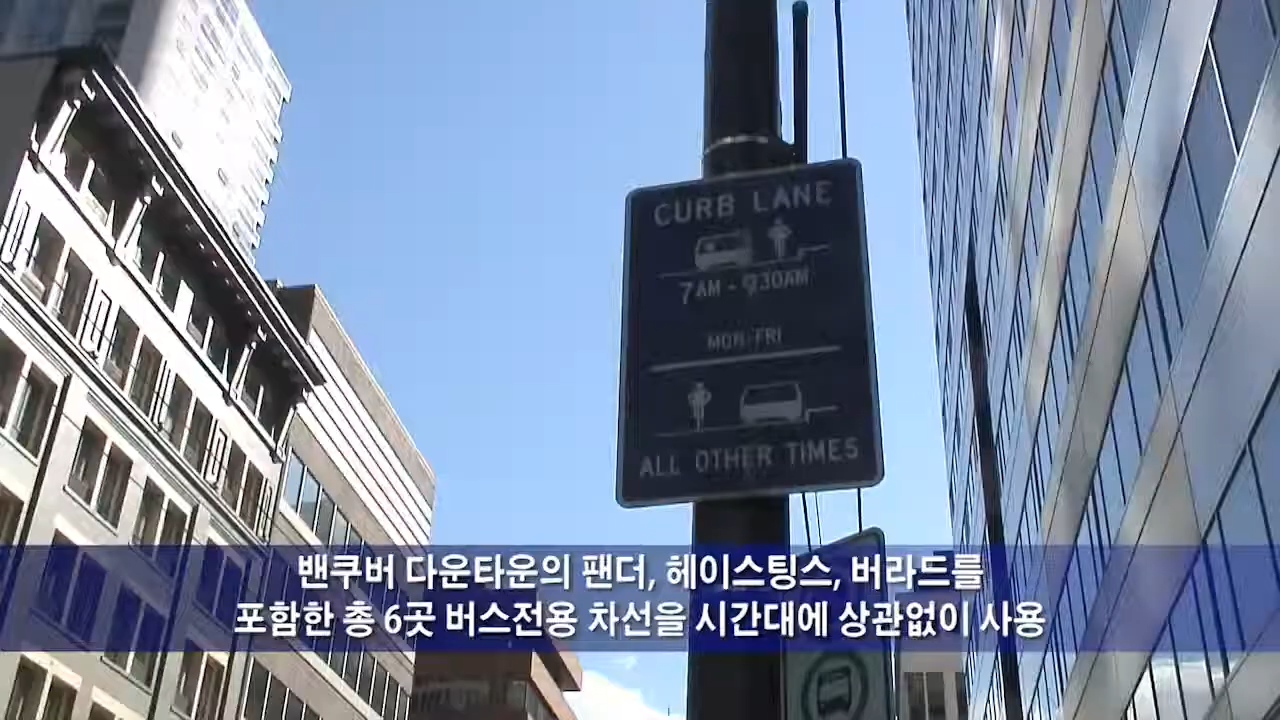 CURB LANE
7AM - 930AM
MON-FRI
ALL OTHER TIMES
밴쿠버 다운타운의 팬더, 헤이스팅스, 버라드를
포함한 총 6곳 버스전용 차선을 시간대에 상관없이 사용